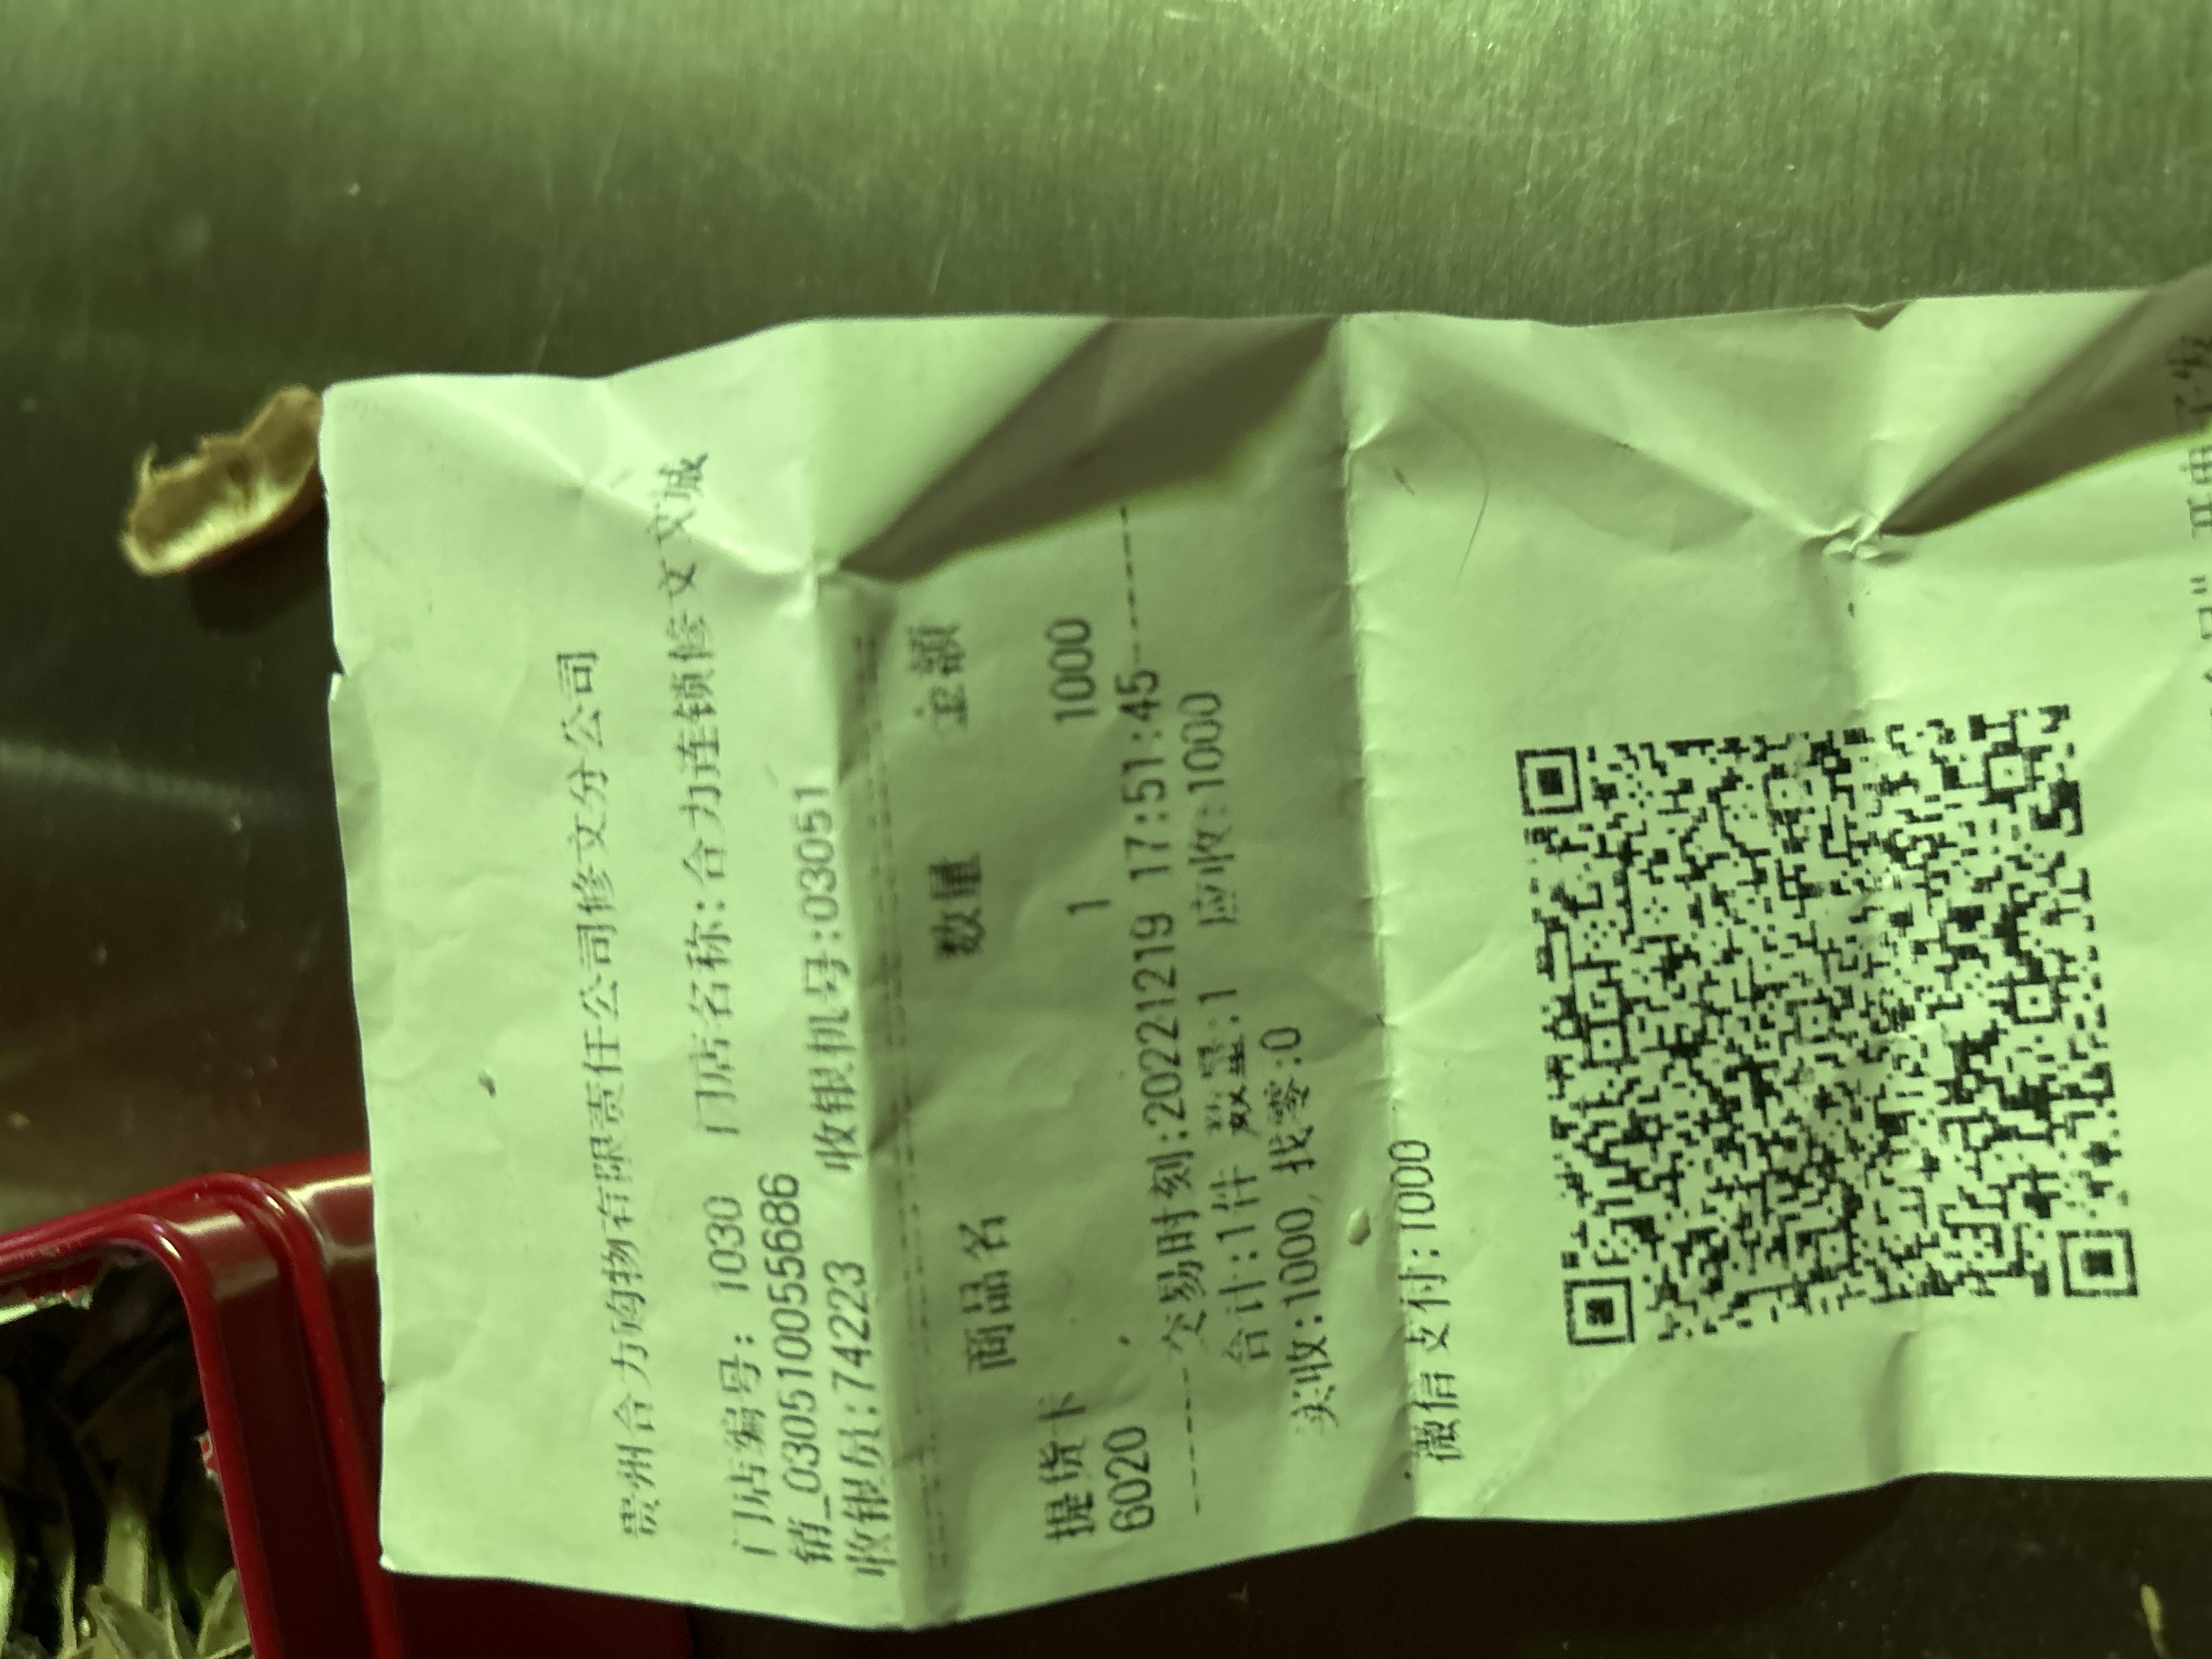 贵州合力购物有限责任公司修文分公司
门店编号: 1030 门店名称:合力连锁修文文城
销_030510055686
收银员:74223 收银机号:03051
商品名 数量 金额
提货卡 1 1000
6020
------交易时刻:20221219 17:51:45------
合计:1件 数量:1 应收:1000
实收:1000, 找零:0
微信支付:1000